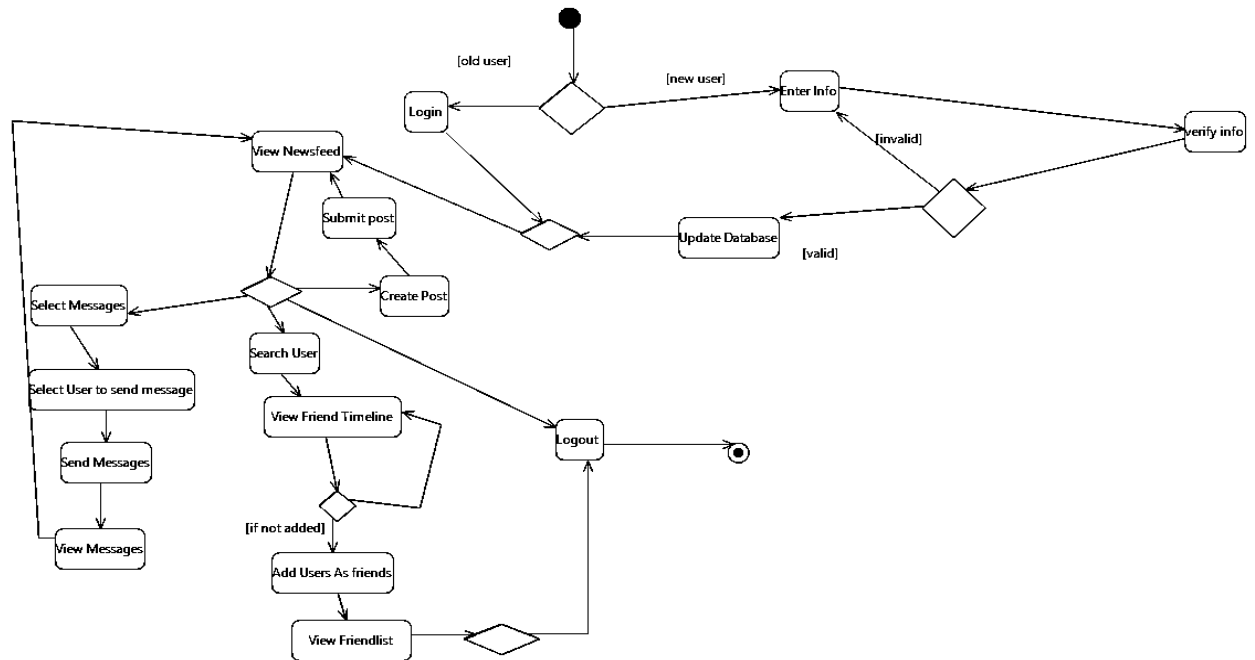 [old user]
[new user]
Enter Info
Login
verify info
[invalid]
View Newsfeed
Submit post
Update Database
[valid]
Create Post
Select Messages
Search User
Select User to send message
View Friend Timeline
Logout
Send Messages
[if not added]
View Messages
Add Users As friends
View Friendlist